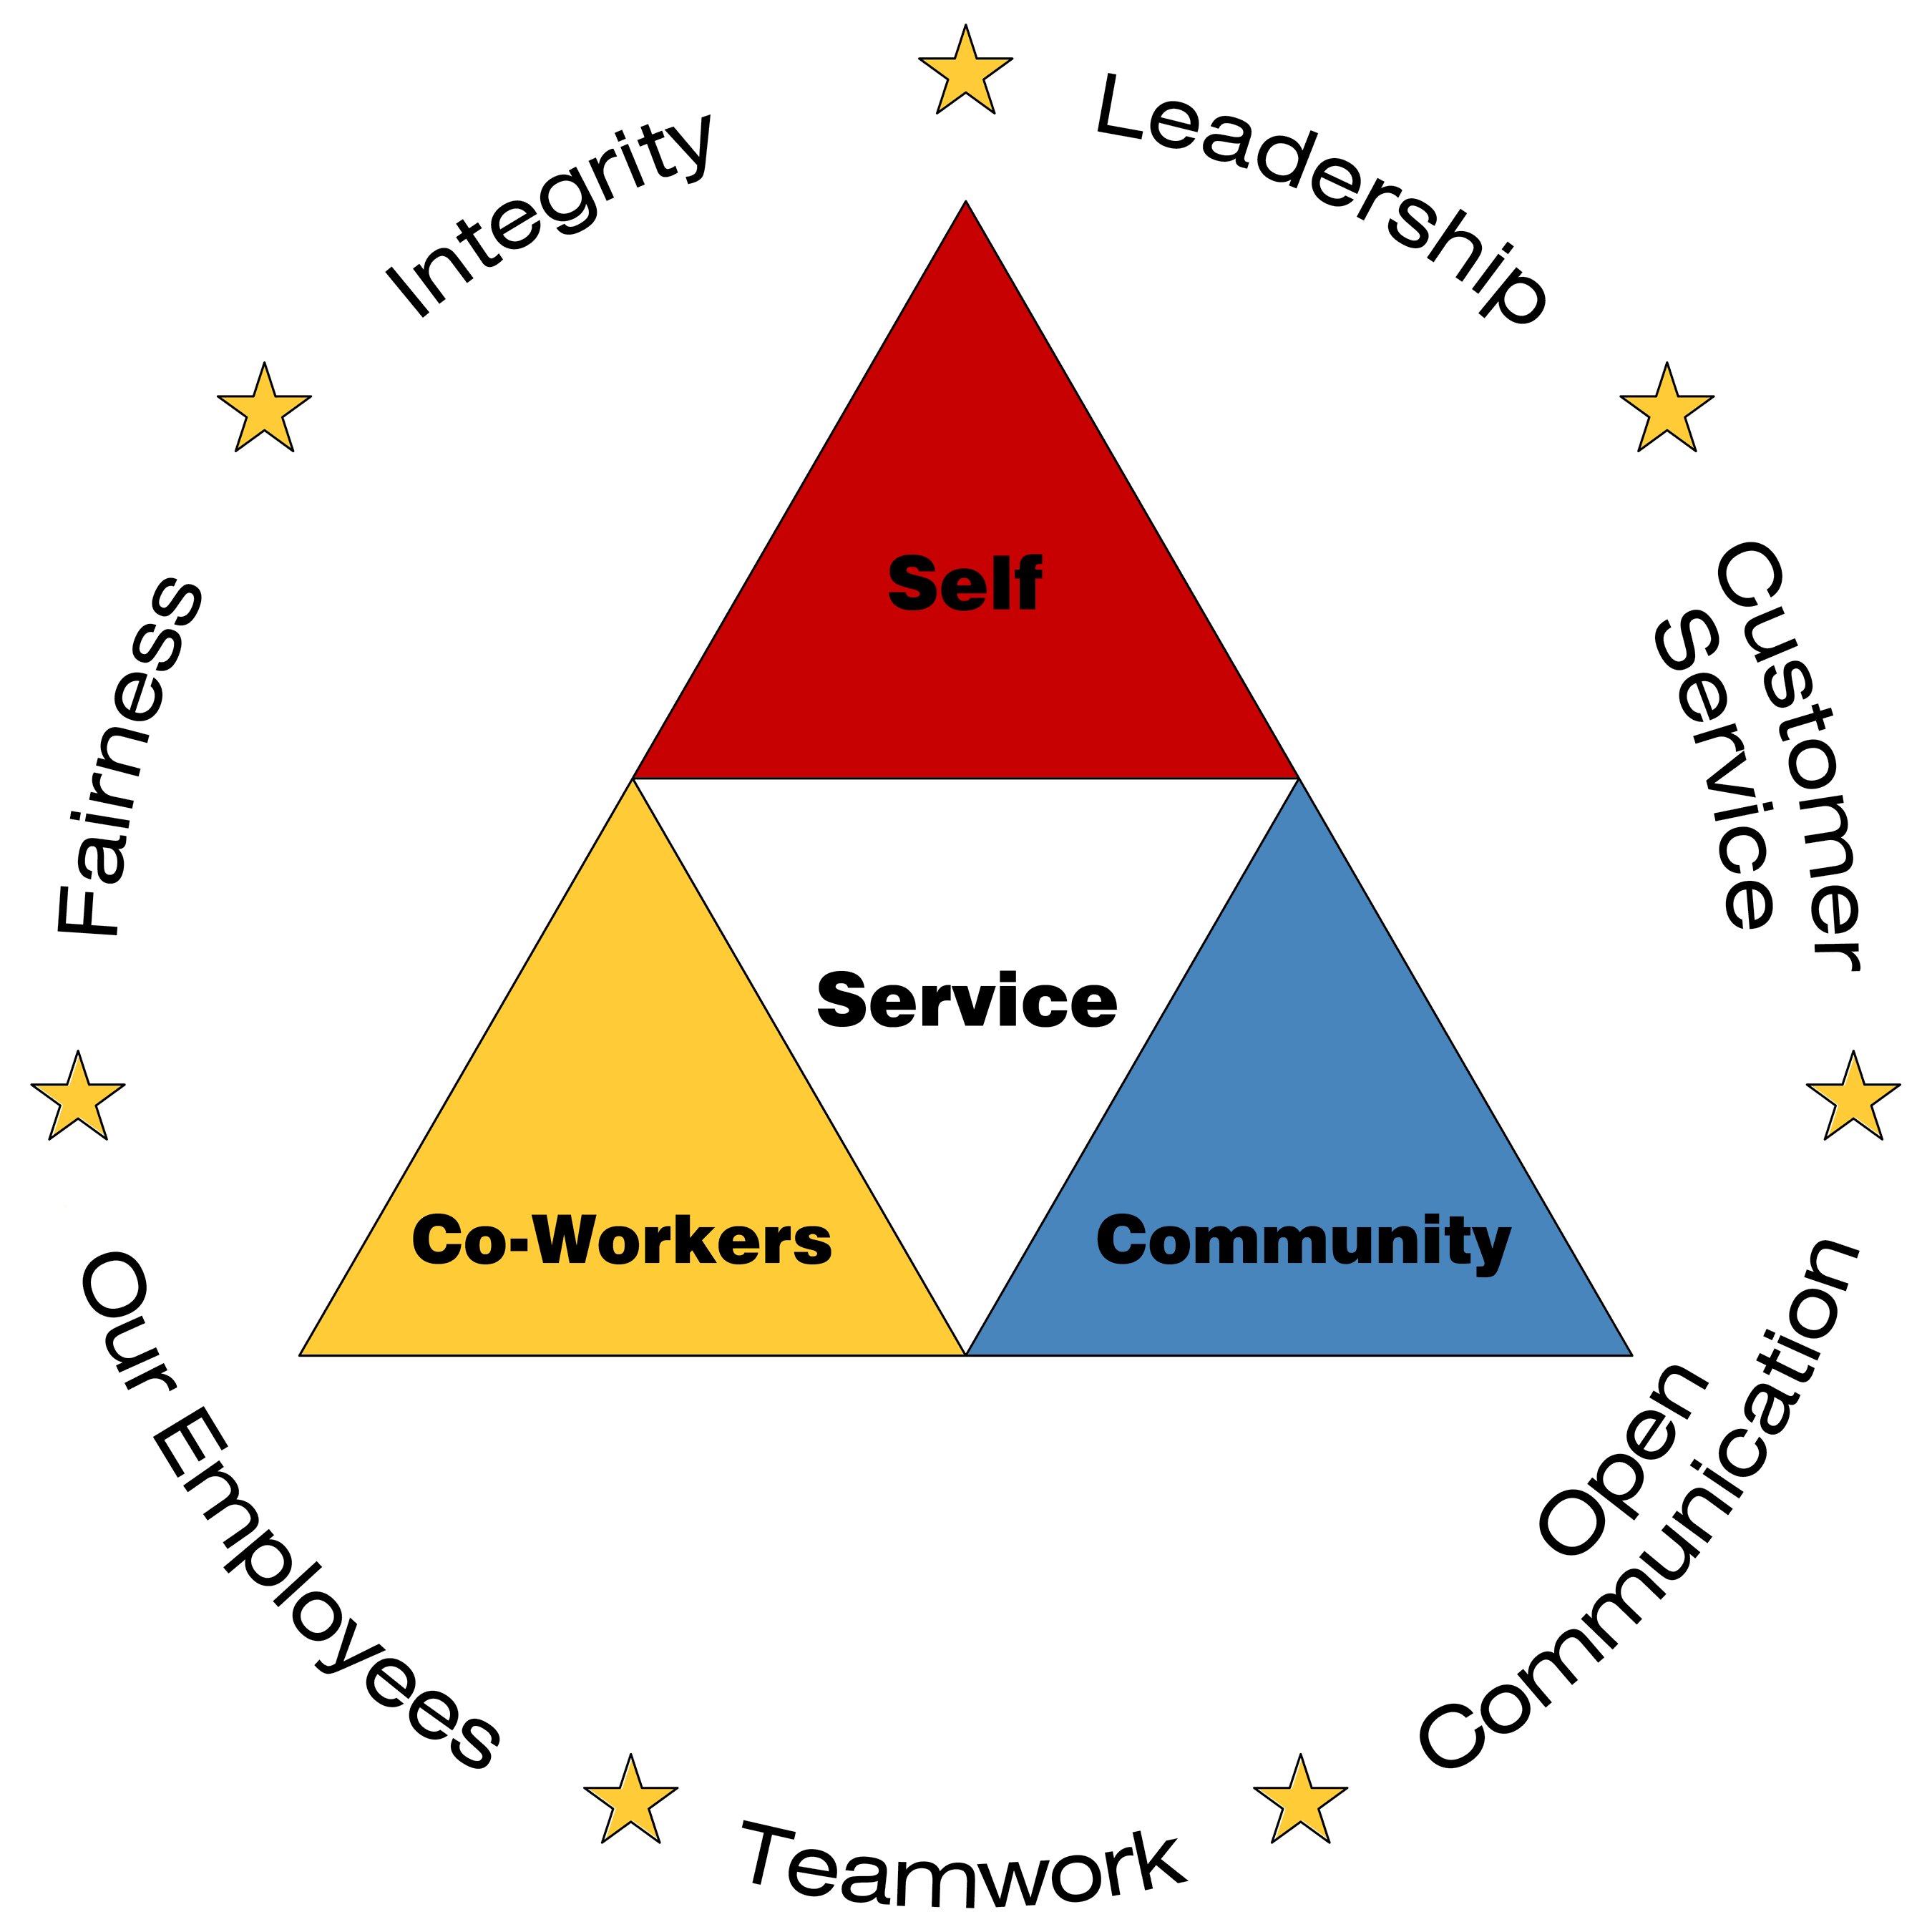 Integrity
Leadership
Customer
Service
Open
Communication
Teamwork
Our Employees
Fairness
Self
Service
Co-Workers
Community